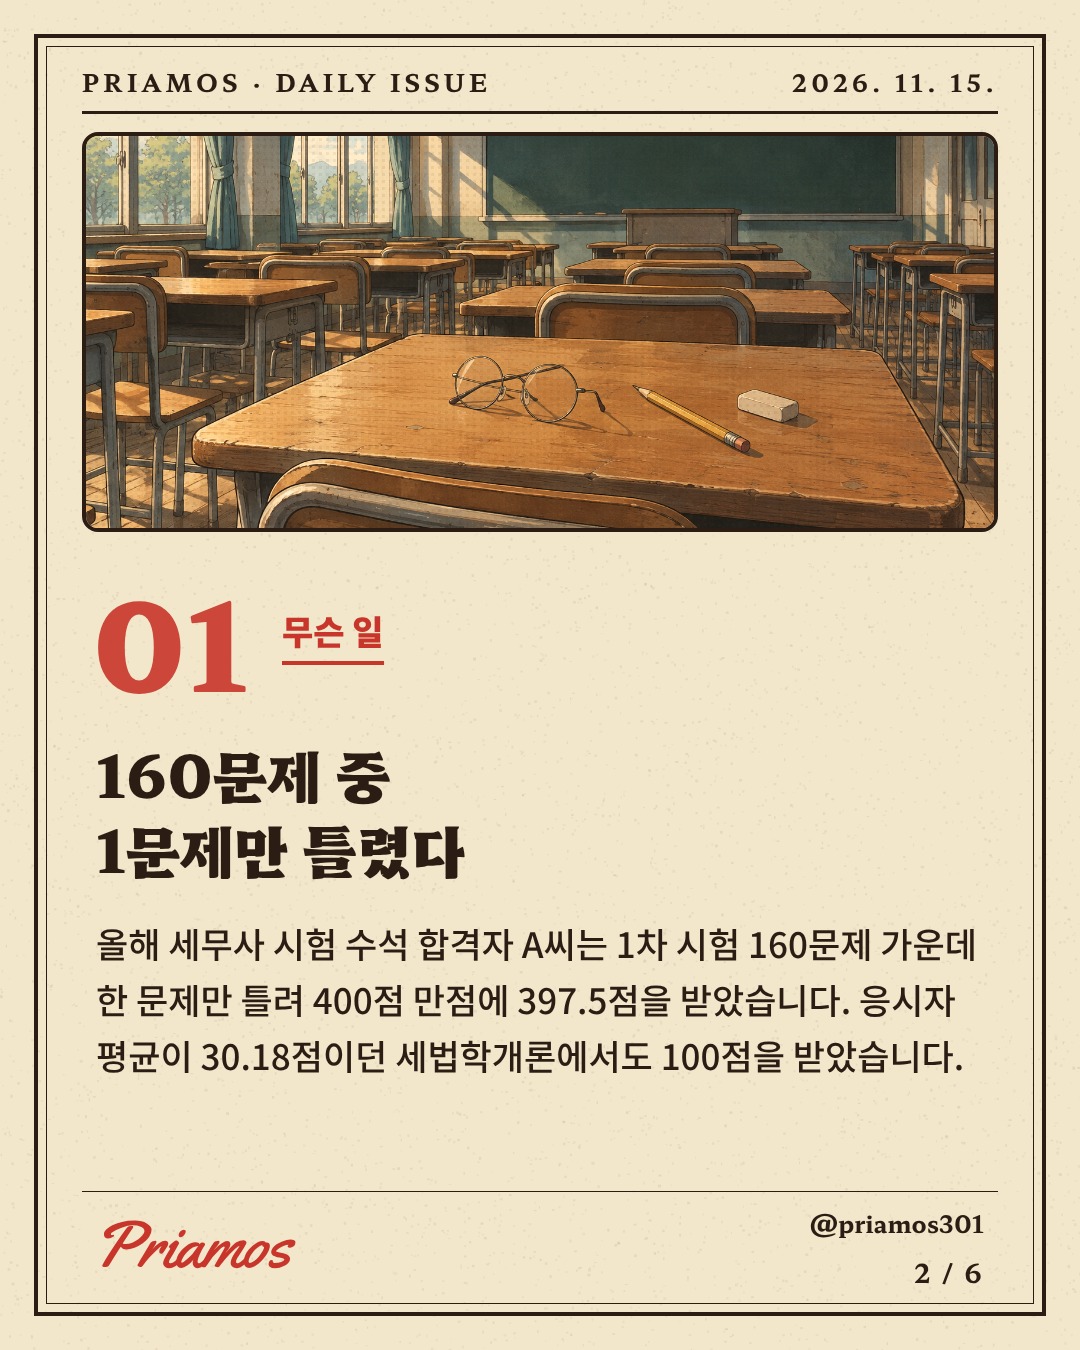 PRIAMOS · DAILY ISSUE
2026. 11. 15.
01
무슨 일
160문제 중
1문제만 틀렸다
올해 세무사 시험 수석 합격자 A씨는 1차 시험 160문제 가운데
한 문제만 틀려 400점 만점에 397.5점을 받았습니다. 응시자
평균이 30.18점이던 세법학개론에서도 100점을 받았습니다.
Priamos
@priamos301
2 / 6